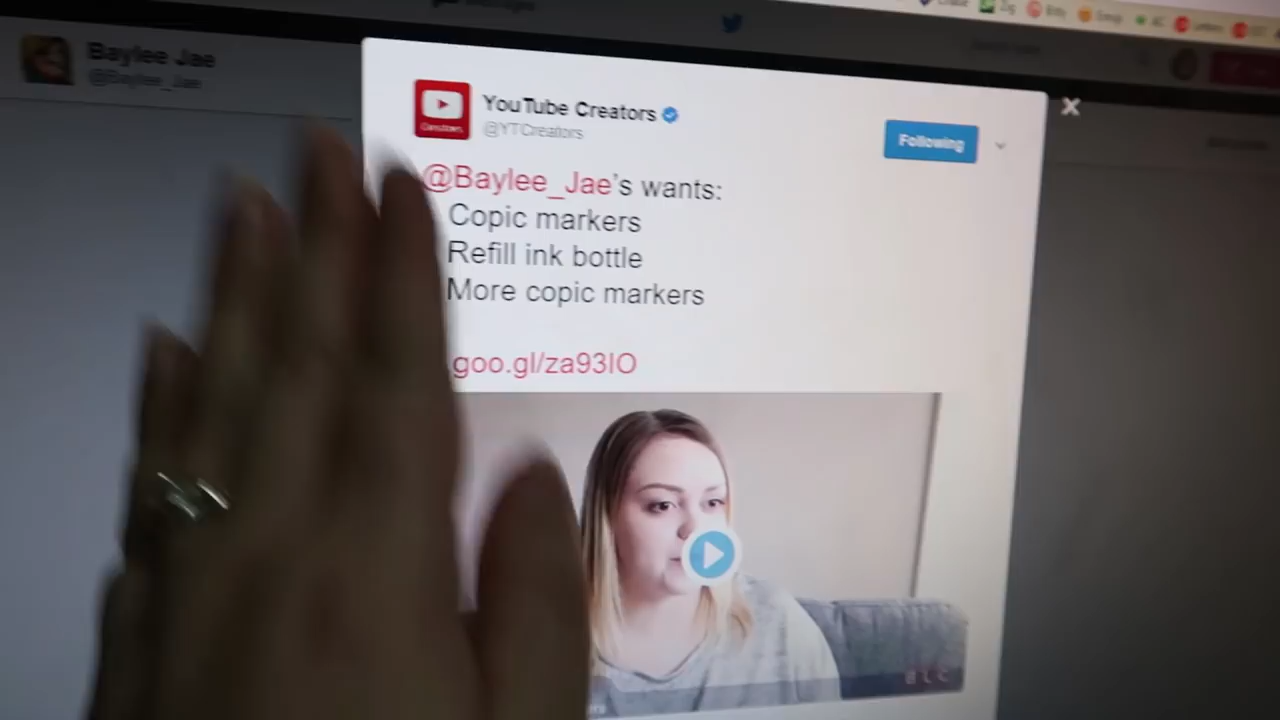 Baylee Jae
@Baylee_Jae
YouTube Creators
@YTCreators
Following
@Baylee_Jae's wants:
Copic markers
Refill ink bottle
More copic markers
goo.gl/za93IO